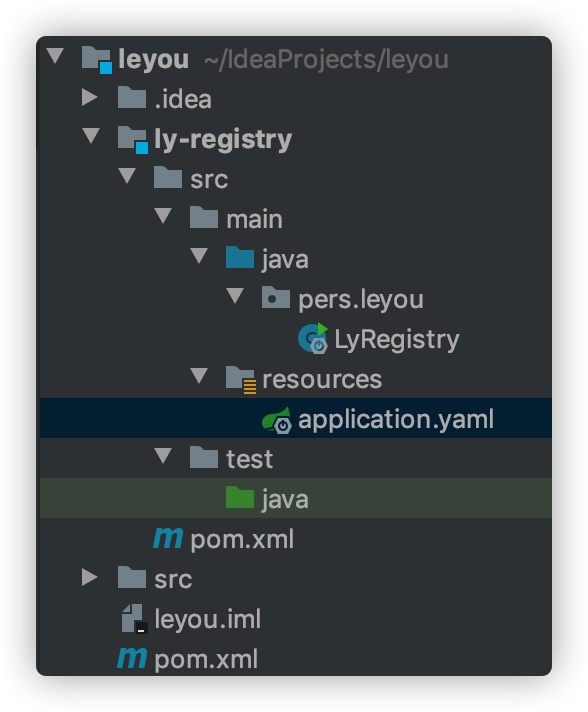 leyou ~/IdeaProjects/leyou
.idea
ly-registry
src
main
java
pers.leyou
LyRegistry
resources
application.yaml
test
java
pom.xml
src
leyou.iml
pom.xml